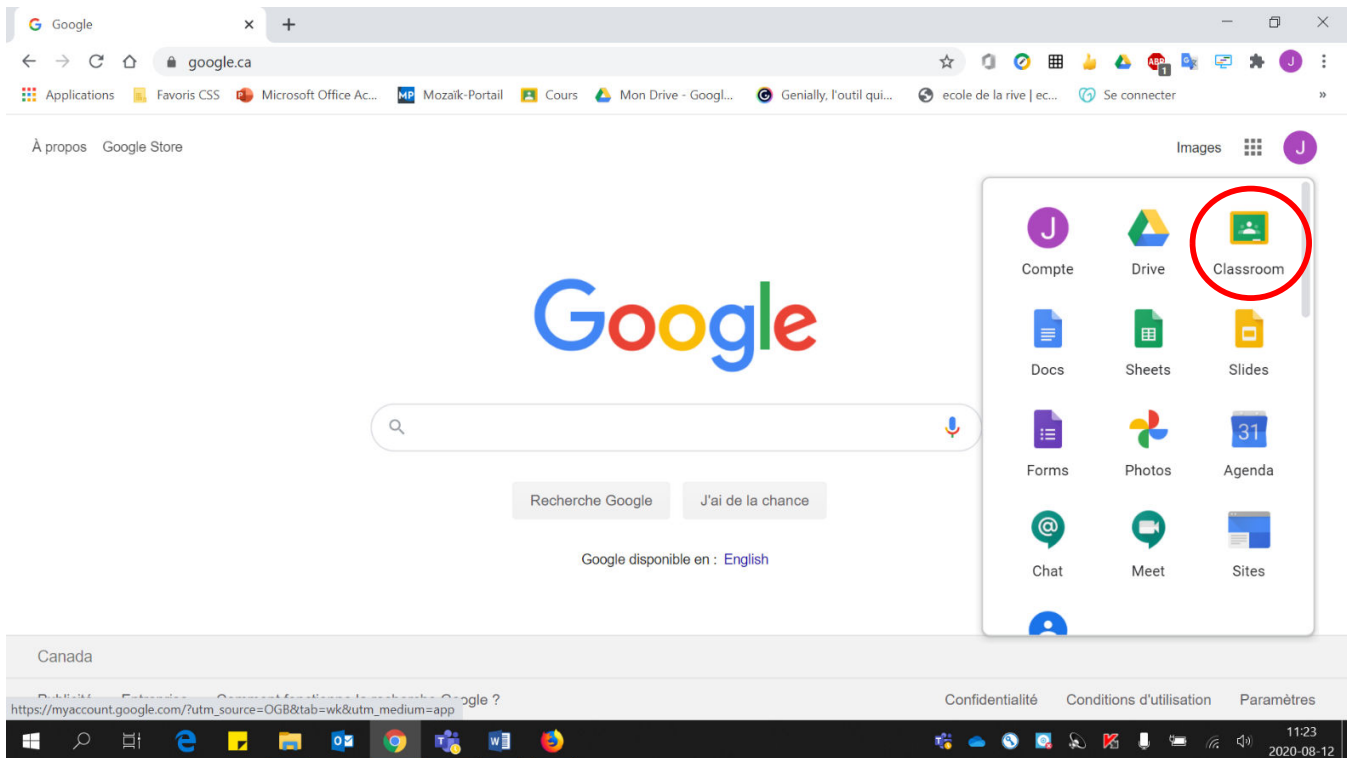 Google
google.ca
Applications Favoris CSS Microsoft Office Ac... Mozaïk-Portail Cours Mon Drive - Googl... Genially, l'outil qui... ecole de la rive | ec... Se connecter »
À propos Google Store Images J
J
Compte Drive Classroom
Google
Docs Sheets Slides
31
Forms Photos Agenda
Recherche Google J'ai de la chance
Google disponible en : English
Chat Meet Sites
Canada
Confidentialité Conditions d'utilisation Paramètres
https://myaccount.google.com/?utm_source=OGB&tab=wk&utm_medium=app ogle ?
11:23
2020-08-12